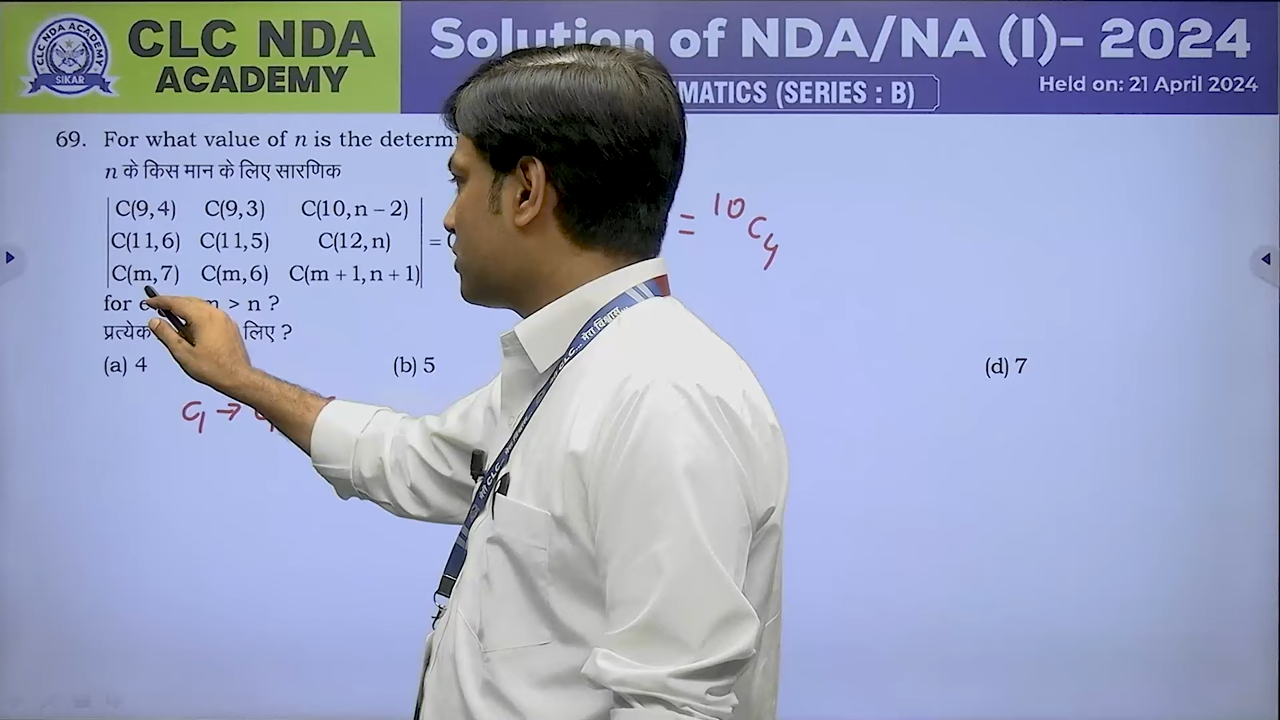 CLC NDA ACADEMY
SIKAR
CLC NDA
ACADEMY
Solution of NDA/NA (I)- 2024
(SERIES : B)
Held on: 21 April 2024
69. For what value of n is the
n के किस मान के लिए सारणिक
C(9,4) C(9,3) C(10,n – 2)
C(11,6) C(11,5) C(12,n) =
C(m,7) C(m,6) C(m + 1,n + 1)
for > n ?
प्रत्येक लिए ?
(a) 4 (b) 5 (d) 7
= ¹⁰C₄
C₁ →